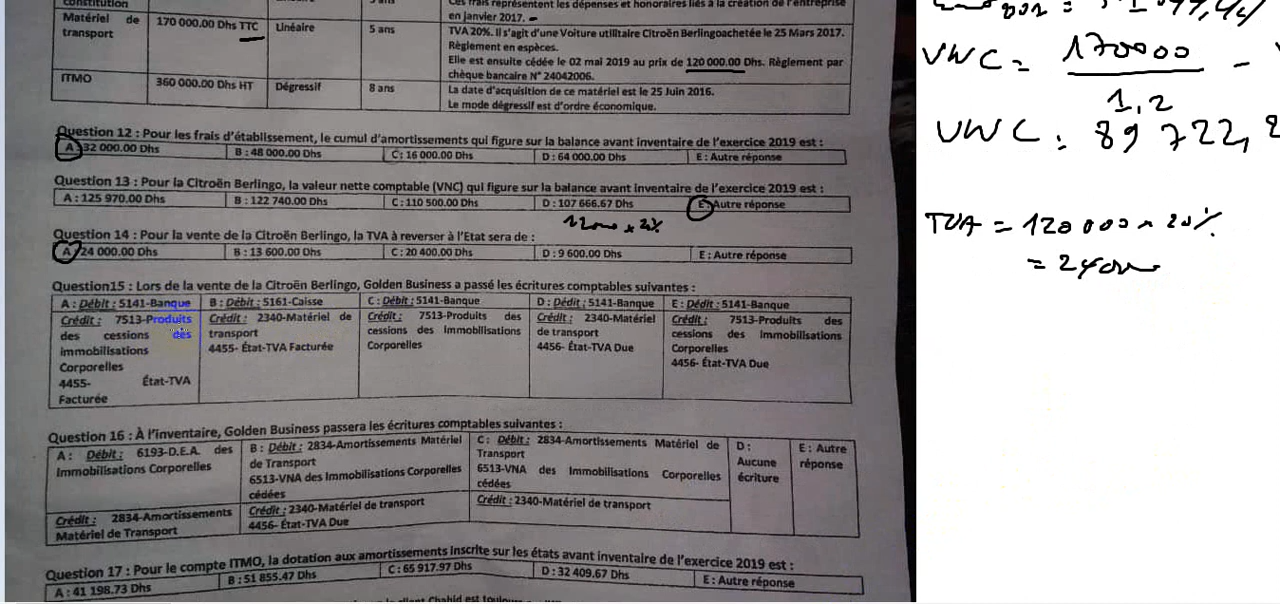 constitution
Ces frais représentent les dépenses et honoraires liés à la création de l'entreprise
en janvier 2017.
Matériel de transport
170 000.00 Dhs TTC
Linéaire
5 ans
TVA 20%. Il s'agit d'une Voiture utilitaire Citroën Berlingoachetée le 25 Mars 2017.
Règlement en espèces.
Elle est ensuite cédée le 02 mai 2019 au prix de 120 000.00 Dhs. Règlement par
chèque bancaire N° 24042006.
ITMO
360 000.00 Dhs HT
Dégressif
8 ans
La date d'acquisition de ce matériel est le 25 Juin 2016.
Le mode dégressif est d'ordre économique.
Question 12 : Pour les frais d'établissement, le cumul d'amortissements qui figure sur la balance avant inventaire de l'exercice 2019 est :
A : 32 000.00 Dhs
B : 48 000.00 Dhs
C : 16 000.00 Dhs
D : 64 000.00 Dhs
E : Autre réponse
Question 13 : Pour la Citroën Berlingo, la valeur nette comptable (VNC) qui figure sur la balance avant inventaire de l'exercice 2019 est :
A : 125 970.00 Dhs
B : 122 740.00 Dhs
C : 110 500.00 Dhs
D : 107 666.67 Dhs
E : Autre réponse
Question 14 : Pour la vente de la Citroën Berlingo, la TVA à reverser à l'Etat sera de :
A : 24 000.00 Dhs
B : 13 600.00 Dhs
C : 20 400.00 Dhs
D : 9 600.00 Dhs
E : Autre réponse
Question15 : Lors de la vente de la Citroën Berlingo, Golden Business a passé les écritures comptables suivantes :
A : Débit : 5141-Banque
Crédit : 7513-Produits
des cessions des
immobilisations
Corporelles
4455- État-TVA
Facturée
B : Débit : 5161-Caisse
Crédit : 2340-Matériel de
transport
4455- État-TVA Facturée
C : Débit : 5141-Banque
Crédit : 7513-Produits des
cessions des Immobilisations
Corporelles
D : Dédit : 5141-Banque
Crédit : 2340-Matériel
de transport
4456- État-TVA Due
E : Dédit : 5141-Banque
Crédit : 7513-Produits des
cessions des Immobilisations
Corporelles
4456- État-TVA Due
Question 16 : À l'inventaire, Golden Business passera les écritures comptables suivantes :
A : Débit : 6193-D.E.A. des
Immobilisations Corporelles
Crédit : 2834-Amortissements
Matériel de Transport
B : Débit : 2834-Amortissements Matériel
de Transport
6513-VNA des Immobilisations Corporelles
cédées
Crédit : 2340-Matériel de transport
4456- État-TVA Due
C : Débit : 2834-Amortissements Matériel de
Transport
6513-VNA des Immobilisations Corporelles
cédées
Crédit : 2340-Matériel de transport
D :
Aucune
écriture
E : Autre
réponse
Question 17 : Pour le compte ITMO, la dotation aux amortissements inscrite sur les états avant inventaire de l'exercice 2019 est :
A : 41 198.73 Dhs
B : 51 855.47 Dhs
C : 65 917.97 Dhs
D : 32 409.67 Dhs
E : Autre réponse
VNC = 170000 -
1,2
VNC : 89 722,2
TVA = 120 000 x 20%